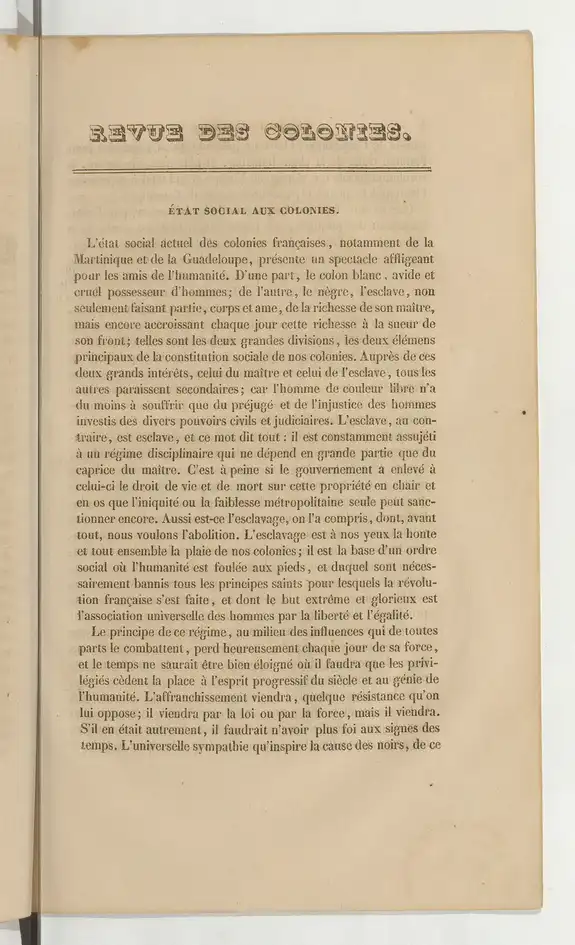 REVUE DES COLONIES.
ÉTAT SOCIAL AUX COLONIES.
L'état social actuel des colonies françaises, notamment de la
Martinique et de la Guadeloupe, présente un spectacle affligeant
pour les amis de l'humanité. D'une part, le colon blanc, avide et
cruel possesseur d'hommes; de l'autre, le nègre, l'esclave, non
seulement faisant partie, corps et ame, de la richesse de son maître,
mais encore accroissant chaque jour cette richesse à la sueur de
son front; telles sont les deux grandes divisions, les deux élémens
principaux de la constitution sociale de nos colonies. Auprès de ces
deux grands intérêts, celui du maître et celui de l'esclave, tous les
autres paraissent secondaires; car l'homme de couleur libre n'a
du moins à souffrir que du préjugé et de l'injustice des hommes
investis des divers pouvoirs civils et judiciaires. L'esclave, au con-
traire, est esclave, et ce mot dit tout : il est constamment assujéti
à un régime disciplinaire qui ne dépend en grande partie que du
caprice du maître. C'est à peine si le gouvernement a enlevé à
celui-ci le droit de vie et de mort sur cette propriété en chair et
en os que l'iniquité ou la faiblesse métropolitaine seule peut sanc-
tionner encore. Aussi est-ce l'esclavage, on l'a compris, dont, avant
tout, nous voulons l'abolition. L'esclavage est à nos yeux la honte
et tout ensemble la plaie de nos colonies; il est la base d'un ordre
social où l'humanité est foulée aux pieds, et duquel sont néces-
sairement bannis tous les principes saints pour lesquels la révolu-
tion française s'est faite, et dont le but extrême et glorieux est
l'association universelle des hommes par la liberté et l'égalité.
Le principe de ce régime, au milieu des influences qui de toutes
parts le combattent, perd heureusement chaque jour de sa force,
et le temps ne saurait être bien éloigné où il faudra que les privi-
légiés cèdent la place à l'esprit progressif du siècle et au génie de
l'humanité. L'affranchissement viendra, quelque résistance qu'on
lui oppose; il viendra par la loi ou par la force, mais il viendra.
S'il en était autrement, il faudrait n'avoir plus foi aux signes des
temps. L'universelle sympathie qu'inspire la cause des noirs, de ce